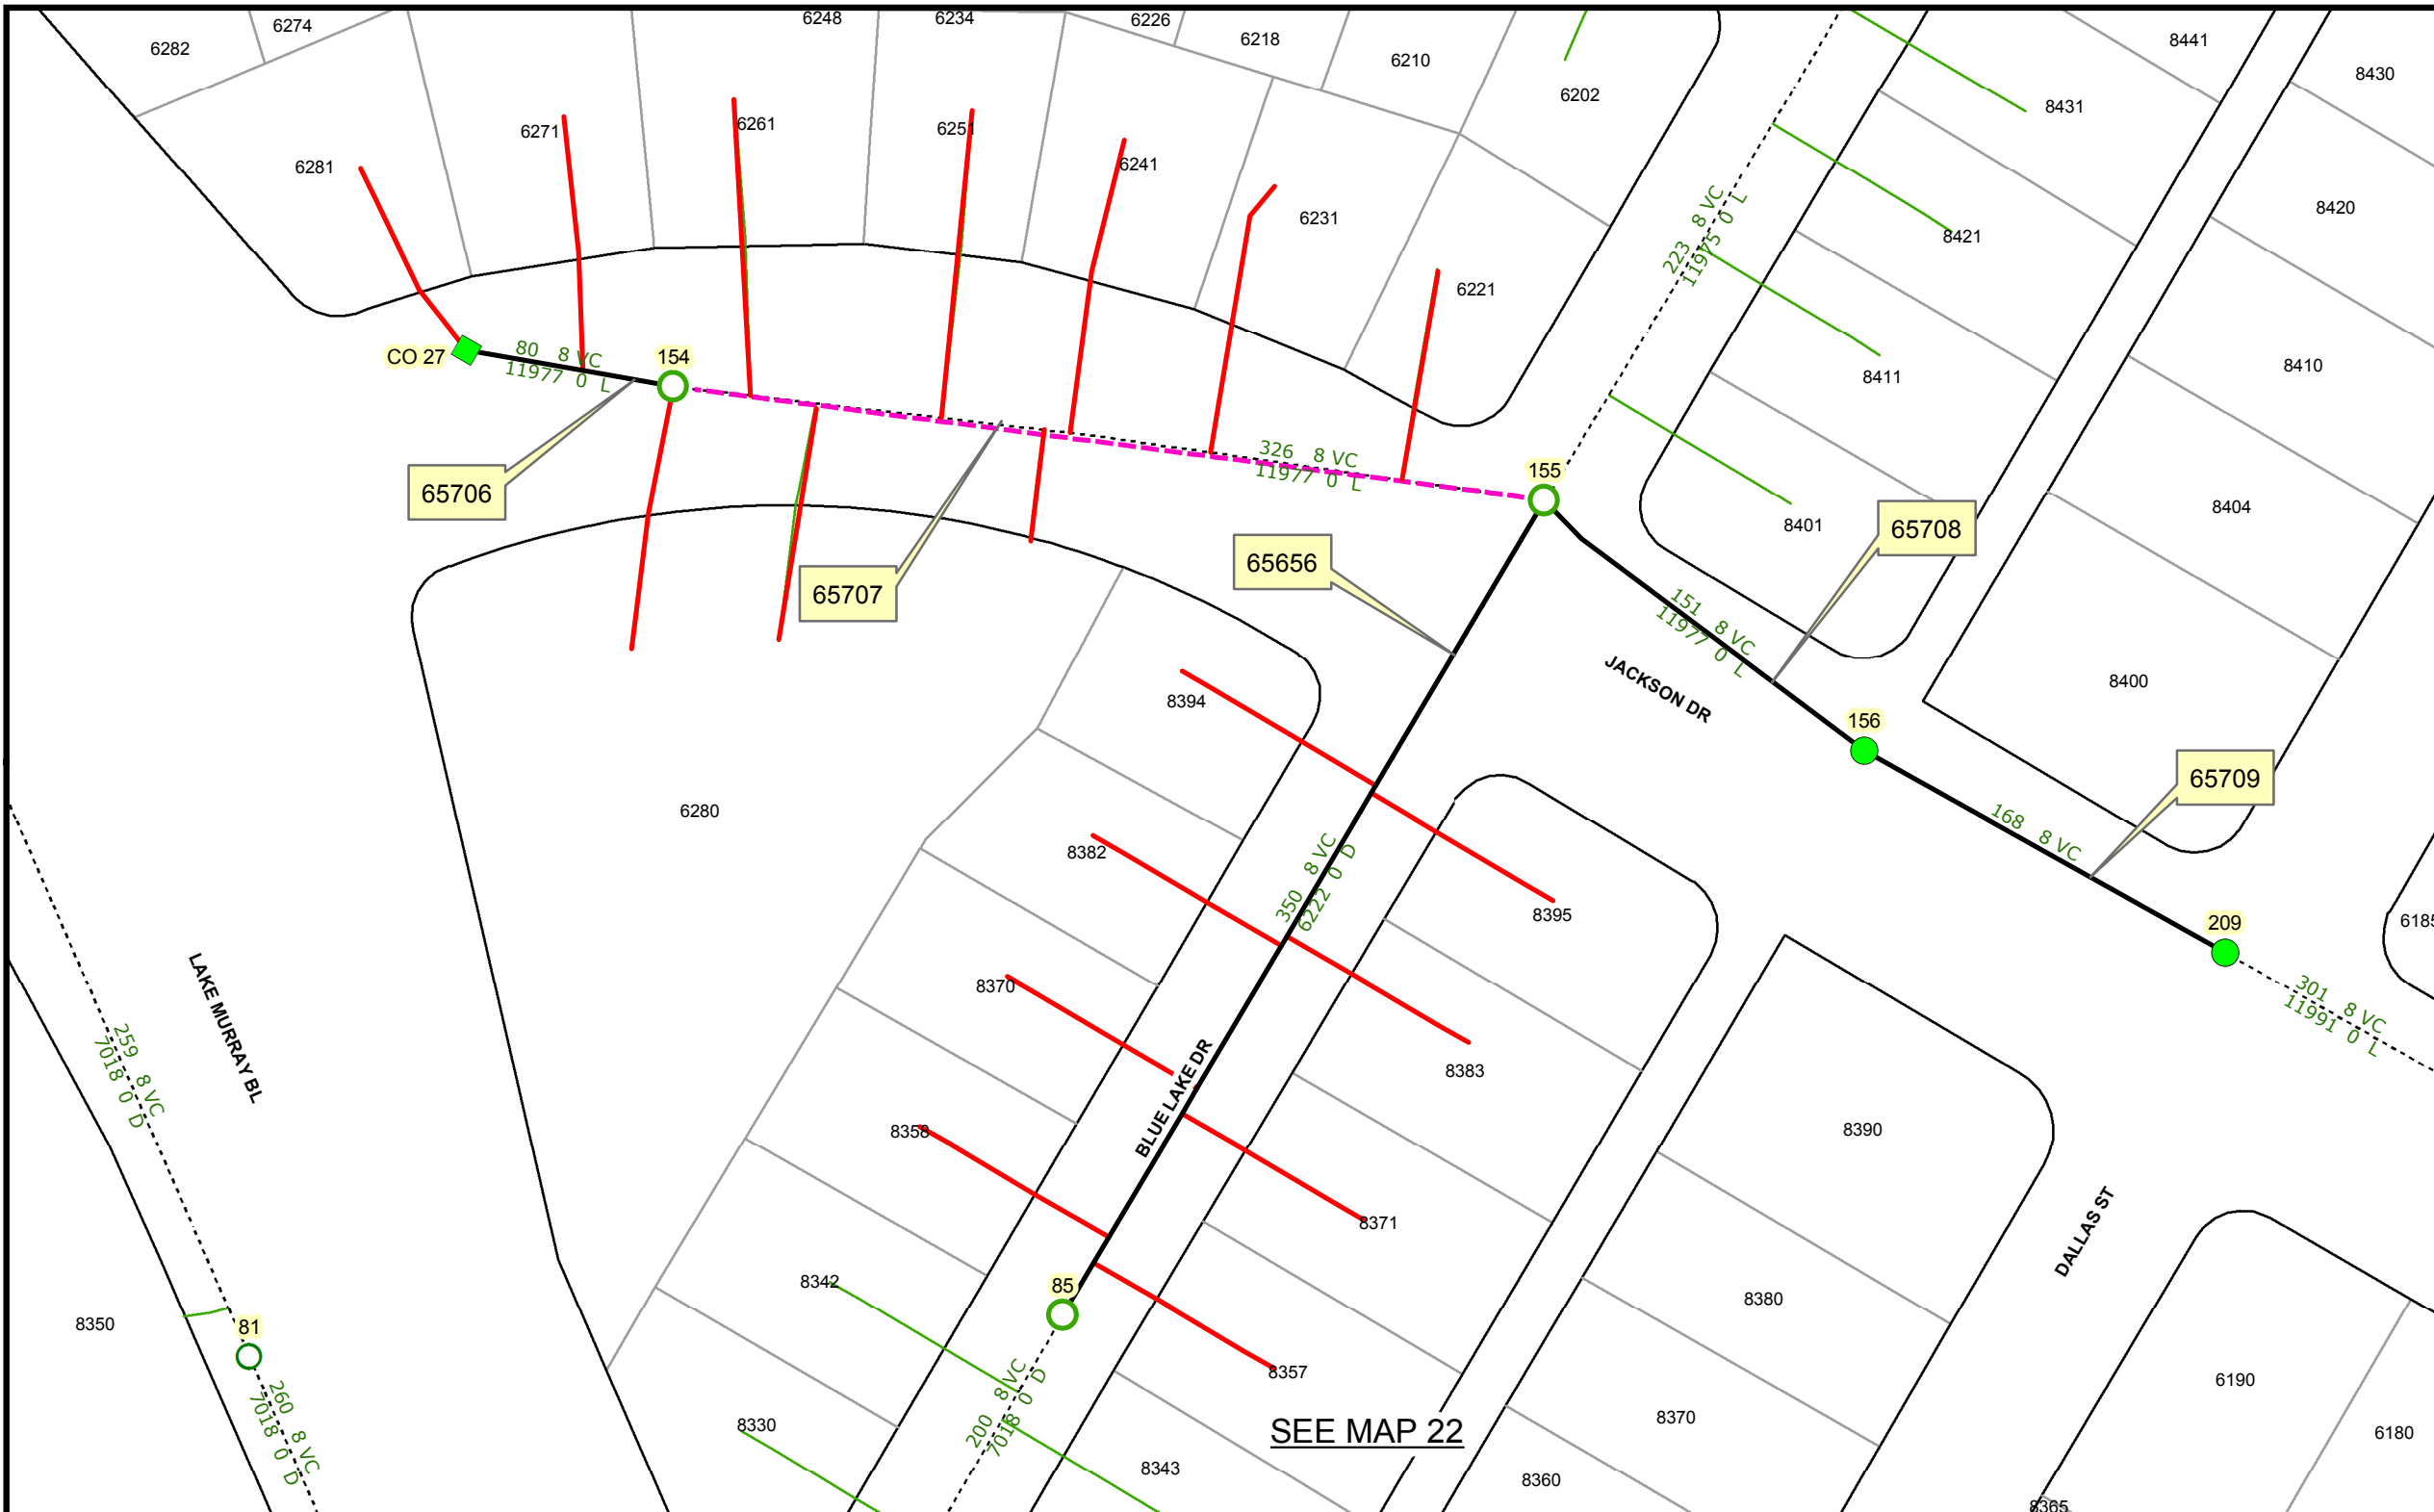 6248
6234
6226
6274
6282
6218
6210
8441
8430
6202
8431
6271
6261
6251
6241
6281
6231
8420
8421
223 8 VC
11975 0 L
6221
CO 27
80 8 VC
11977 0 L
154
8410
8411
326 8 VC
11977 0 L
155
65706
8404
8401
65708
65656
65707
151 8 VC
11977 0 L
JACKSON DR
8400
8394
156
65709
6280
168 8 VC
8382
350 8 VC
6222 0 D
8395
209
6185
8370
301 8 VC
11991 0 L
LAKE MURRAY BL
259 8 VC
7018 0 D
8383
BLUE LAKE DR
8358
8390
8371
DALLAS ST
8342
85
8380
8350
81
8357
6190
260 8 VC
7018 0 D
200 8 VC
7018 0 D
8330
SEE MAP 22
8370
6180
8343
8360
8365